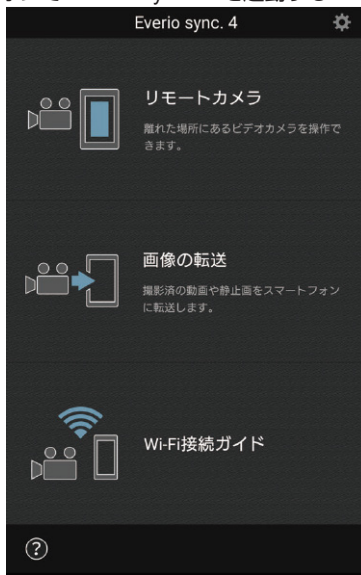 Everio sync. 4
リモートカメラ
離れた場所にあるビデオカメラを操作で
きます。
画像の転送
撮影済の動画や静止画をスマートフォン
に転送します。
Wi-Fi接続ガイド
?